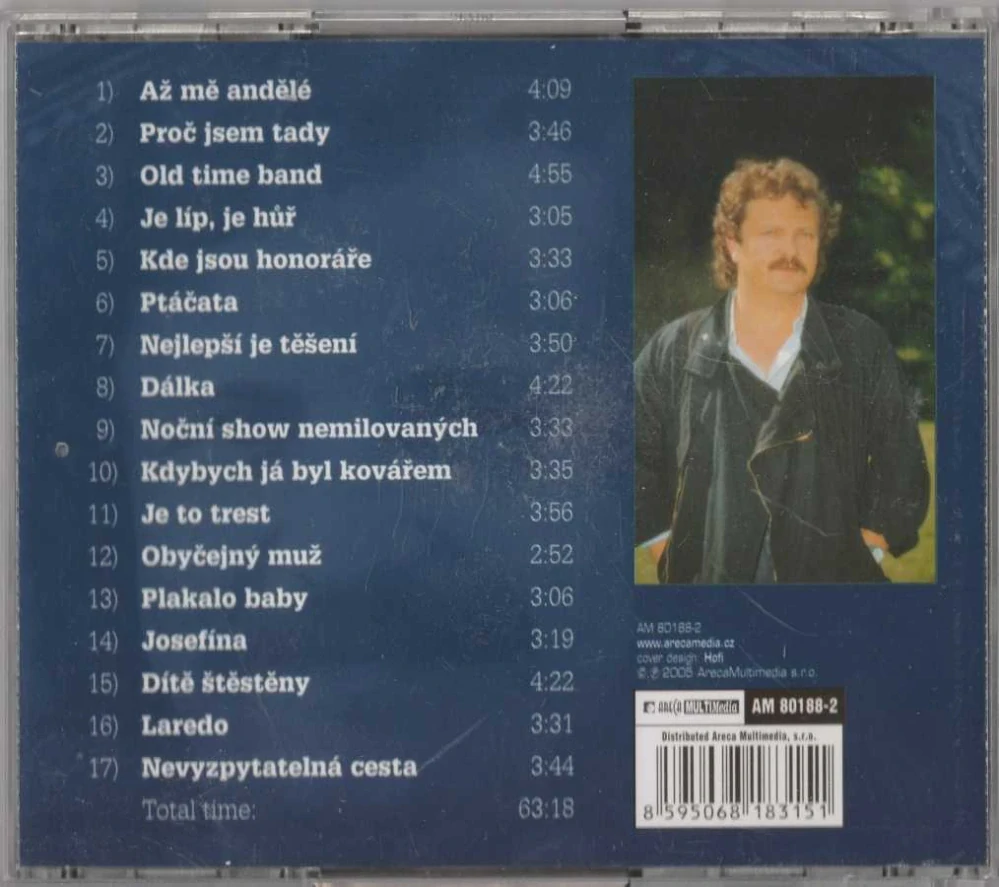 1) Až mě andělé 4:09
2) Proč jsem tady 3:46
3) Old time band 4:55
4) Je líp, je hůř 3:05
5) Kde jsou honoráře 3:33
6) Ptáčata 3:06
7) Nejlepší je těšení 3:50
8) Dálka 4:22
9) Noční show nemilovaných 3:33
10) Kdybych já byl kovářem 3:35
11) Je to trest 3:56
12) Obyčejný muž 2:52
13) Plakalo baby 3:06
14) Josefína 3:19
15) Dítě štěstěny 4:22
16) Laredo 3:31
17) Nevyzpytatelná cesta 3:44
Total time: 63:18
AM 80188-2
www.arecamedia.cz
cover design: Hofi
©, ℗ 2005 ArecaMultimedia s.r.o.
ARECA MULTIMedia AM 80188-2
Distributed Areca Multimedia, s.r.o.
8 595068 183151